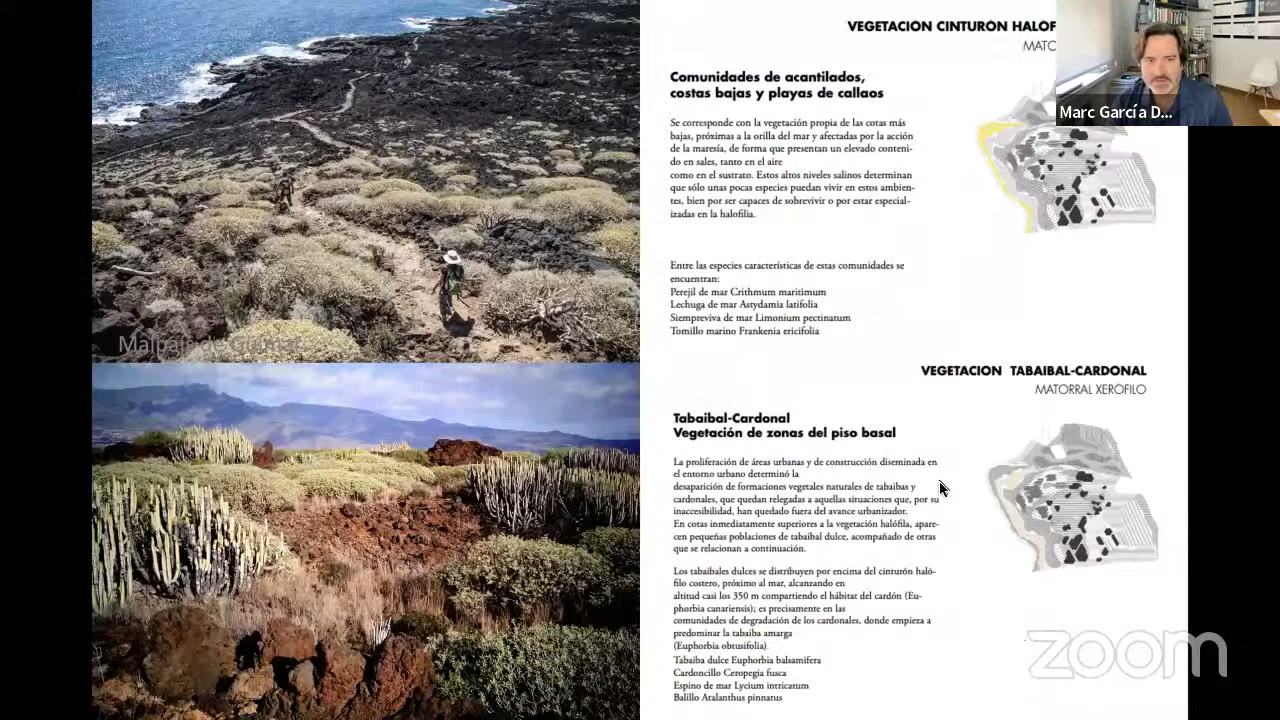 VEGETACIÓN CINTURÓN
Comunidades de acantilados,
costas bajas y playas de callaos
Se corresponde con la vegetación propia de las cotas más
bajas, próximas a la orilla del mar y afectadas por la acción
de la maresía, de forma que presentan un elevado conteni-
do en sales, tanto en el aire
como en el sustrato. Estos altos niveles salinos determinan
que sólo unas pocas especies puedan vivir en estos ambien-
tes, bien por ser capaces de sobrevivir o por estar especial-
izadas en la halofilia.
Entre las especies características de estas comunidades se
encuentran:
Perejil de mar Crithmum maritimum
Lechuga de mar Astydamia latifolia
Siempreviva de mar Limonium pectinatum
Tomillo marino Frankenia ericifolia
Marc García D...
VEGETACION TABAIBAL-CARDONAL
MATORRAL XERÓFILO
Tabaibal-Cardonal
Vegetación de zonas del piso basal
La proliferación de áreas urbanas y de construcción diseminada en
el entorno urbano determinó la
desaparición de formaciones vegetales naturales de tabaibas y
cardonales, que quedan relegadas a aquellas situaciones que, por su
inaccesibilidad, han quedado fuera del avance urbanizador.
En cotas inmediatamente superiores a la vegetación halófila, apare-
cen pequeñas poblaciones de tabaibal dulce, acompañado de otras
que se relacionan a continuación.
Los tabaibales dulces se distribuyen por encima del cinturón haló-
filo costero, próximo al mar, alcanzando en
altitud casi los 350 m compartiendo el hábitat del cardón (Eu-
phorbia canariensis); es precisamente en las
comunidades de degradación de los cardonales, donde empieza a
predominar la tabaiba amarga
(Euphorbia obtusifolia).
Tabaiba dulce Euphorbia balsamifera
Cardoncillo Ceropegia fusca
Espino de mar Lycium intricatum
Balillo Atalanthus pinnatus
zoom